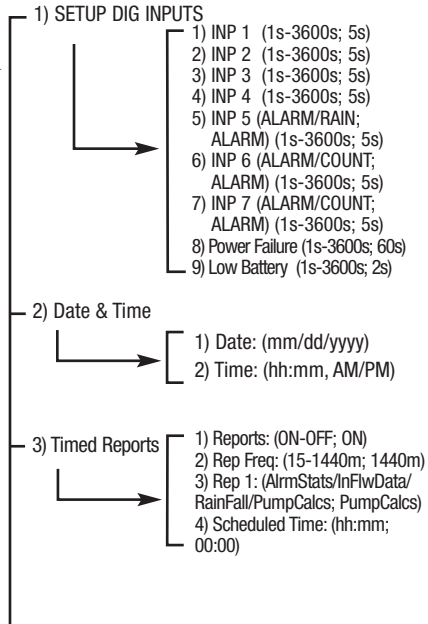 1) SETUP DIG INPUTS
1) INP 1 (1s-3600s; 5s)
2) INP 2 (1s-3600s; 5s)
3) INP 3 (1s-3600s; 5s)
4) INP 4 (1s-3600s; 5s)
5) INP 5 (ALARM/RAIN;
ALARM) (1s-3600s; 5s)
6) INP 6 (ALARM/COUNT;
ALARM) (1s-3600s; 5s)
7) INP 7 (ALARM/COUNT;
ALARM) (1s-3600s; 5s)
8) Power Failure (1s-3600s; 60s)
9) Low Battery (1s-3600s; 2s)
2) Date & Time
1) Date: (mm/dd/yyyy)
2) Time: (hh:mm, AM/PM)
3) Timed Reports
1) Reports: (ON-OFF; ON)
2) Rep Freq: (15-1440m; 1440m)
3) Rep 1: (AlrmStats/InFlwData/
RainFall/PumpCalcs; PumpCalcs)
4) Scheduled Time: (hh:mm;
00:00)